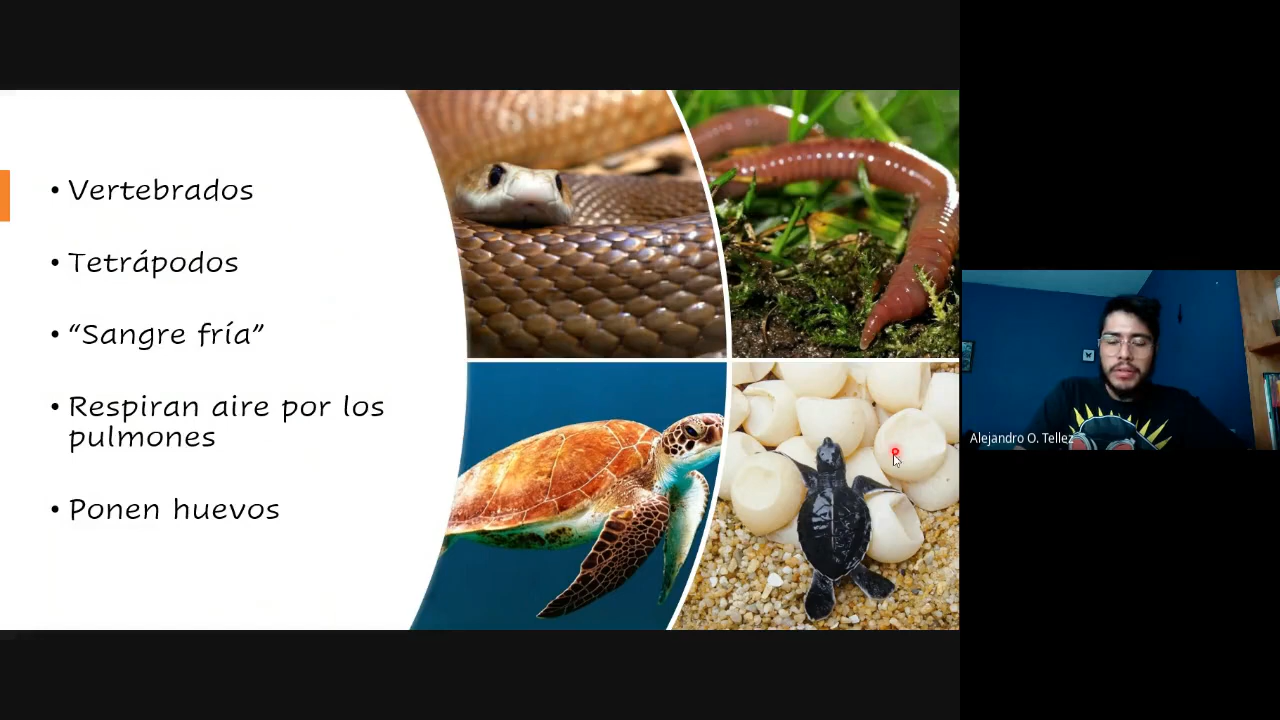 • Vertebrados
• Tetrápodos
• “Sangre fría”
• Respiran aire por los
pulmones
• Ponen huevos
Alejandro O. Tellez